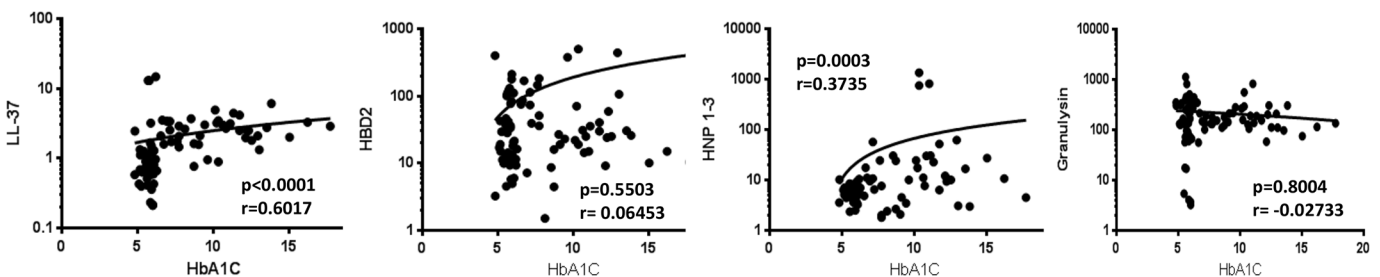 LL-37
100
10
1
0.1
0
5
10
15
HbA1C
p<0.0001
r=0.6017
HBD2
1000
100
10
1
0
5
10
15
HbA1C
p=0.5503
r= 0.06453
HNP 1-3
10000
1000
100
10
1
0
5
10
15
HbA1C
p=0.0003
r=0.3735
Granulysin
10000
1000
100
10
1
0
5
10
15
20
HbA1C
p=0.8004
r= -0.02733